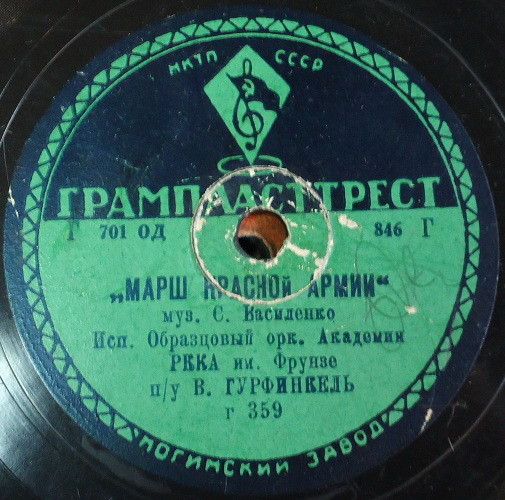 НКТП СССР
ГРАМПЛАСТТРЕСТ
Г 701 ОД 846 Г
„МАРШ КРАСНОЙ АРМИИ“
муз. С. Василенко
Исп. Образцовый орк. Академии
РККА им. Фрунзе
п/у В. ГУРФИНКЕЛЬ
г 359
НОГИНСКИЙ ЗАВОД